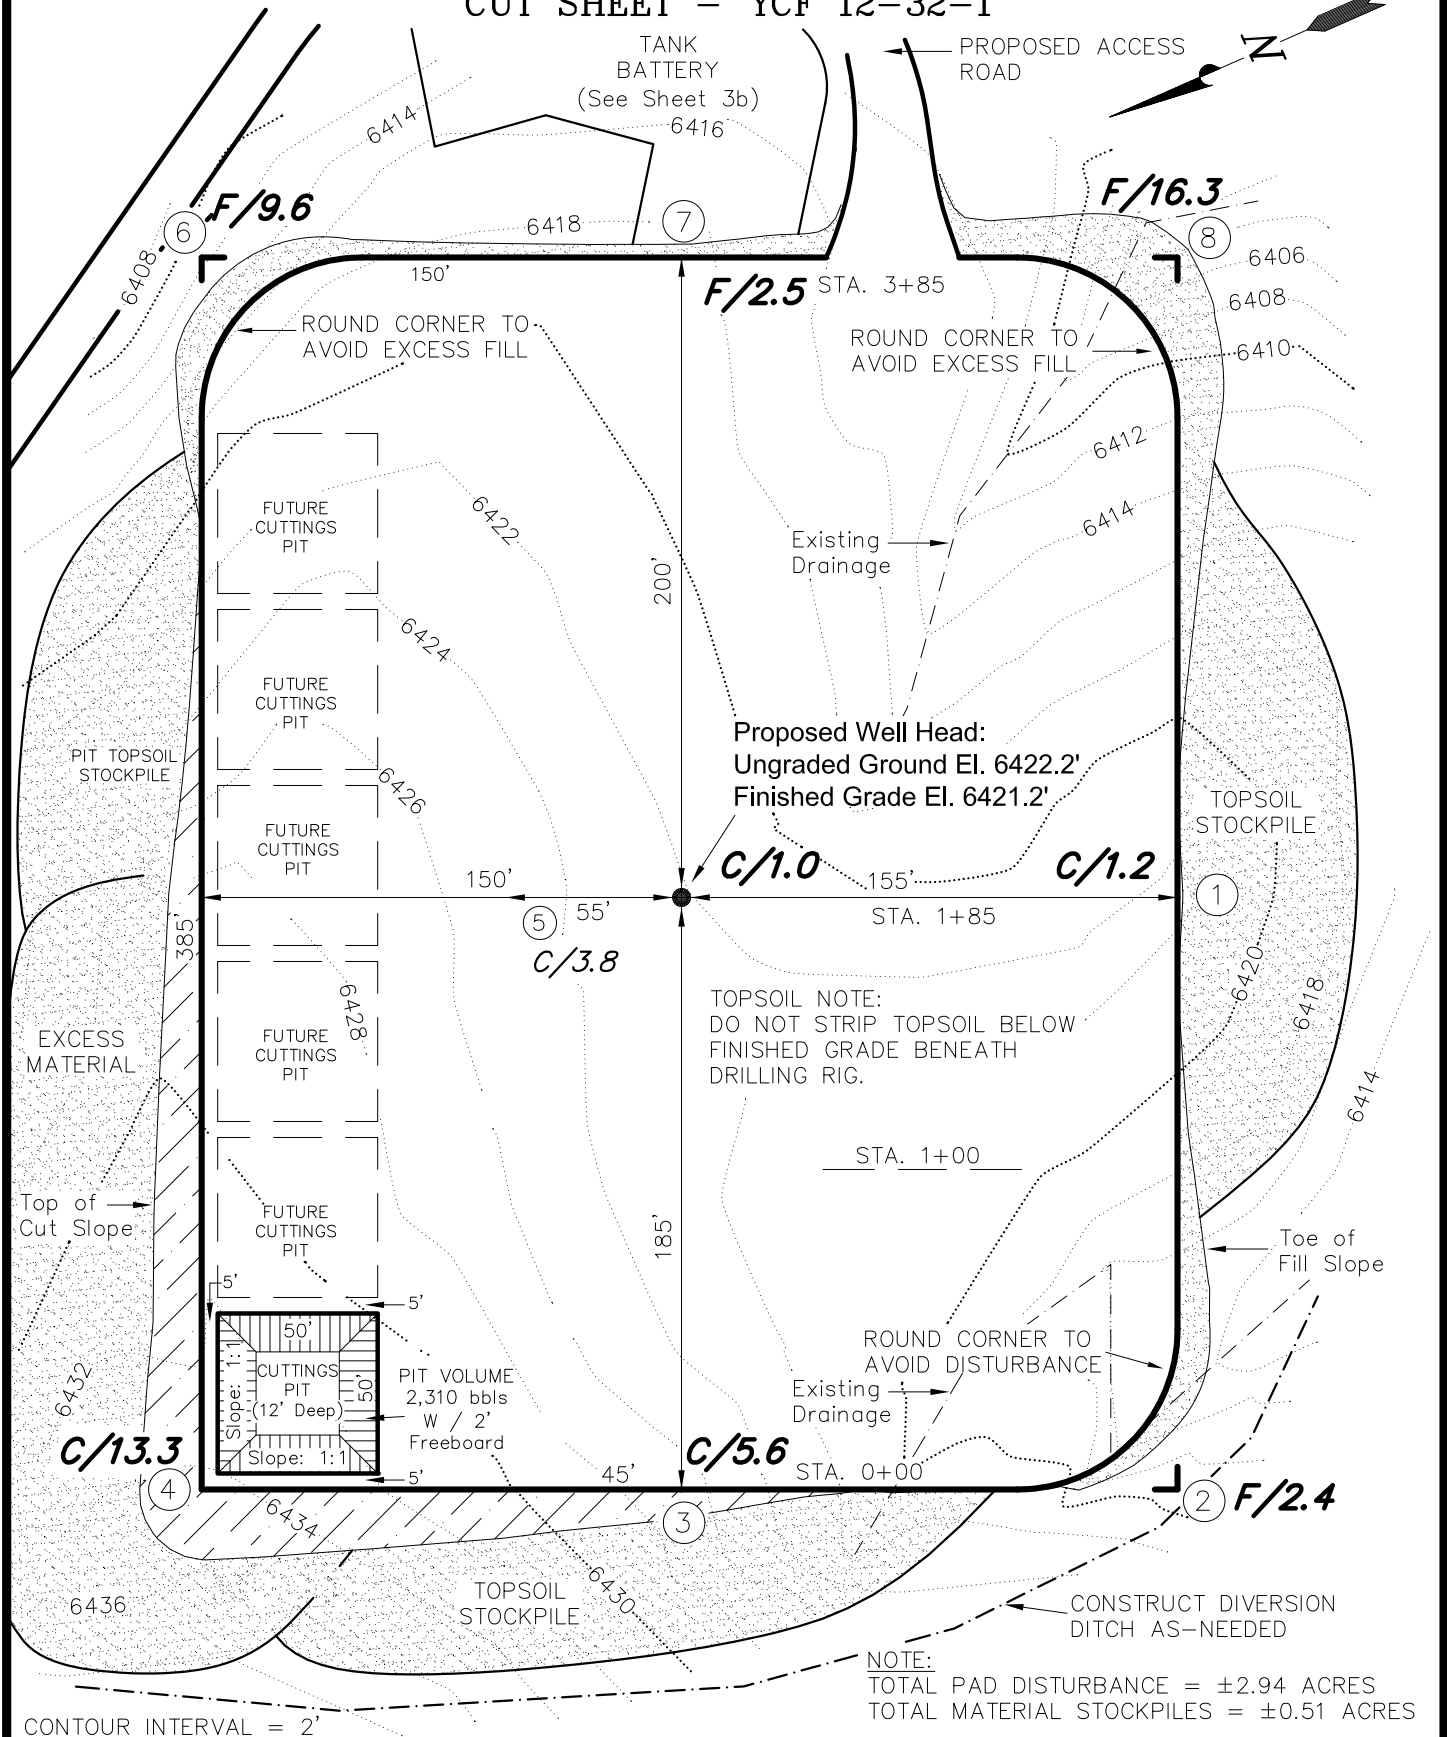 CUT SHEET - YCF 12-32-1
TANK
BATTERY
(See Sheet 3b)
PROPOSED ACCESS
ROAD
N
6414
6416
F/9.6
6
6418
7
F/16.3
8
6408
6406
6408
6410
150'
F/2.5
STA. 3+85
ROUND CORNER TO
AVOID EXCESS FILL
ROUND CORNER TO
AVOID EXCESS FILL
6412
6414
6422
FUTURE
CUTTINGS
PIT
Existing
Drainage
200'
6424
FUTURE
CUTTINGS
PIT
PIT TOPSOIL
STOCKPILE
6426
Proposed Well Head:
Ungraded Ground El. 6422.2'
Finished Grade El. 6421.2'
TOPSOIL
STOCKPILE
FUTURE
CUTTINGS
PIT
C/1.0
C/1.2
150'
155'
1
55'
STA. 1+85
5
C/3.8
385'
6420
6418
6428
TOPSOIL NOTE:
DO NOT STRIP TOPSOIL BELOW
FINISHED GRADE BENEATH
DRILLING RIG.
EXCESS
MATERIAL
FUTURE
CUTTINGS
PIT
6414
STA. 1+00
Top of
Cut Slope
FUTURE
CUTTINGS
PIT
185'
Toe of
Fill Slope
5'
5'
50'
ROUND CORNER TO
AVOID DISTURBANCE
Slope: 1:1
CUTTINGS
PIT
(12' Deep)
50'
PIT VOLUME
2,310 bbls
W / 2'
Freeboard
Existing
Drainage
6432
C/13.3
Slope: 1:1
C/5.6
5'
45'
STA. 0+00
4
3
2
F/2.4
6434
6430
6436
TOPSOIL
STOCKPILE
CONSTRUCT DIVERSION
DITCH AS-NEEDED
NOTE:
TOTAL PAD DISTURBANCE = ±2.94 ACRES
TOTAL MATERIAL STOCKPILES = ±0.51 ACRES
CONTOUR INTERVAL = 2'